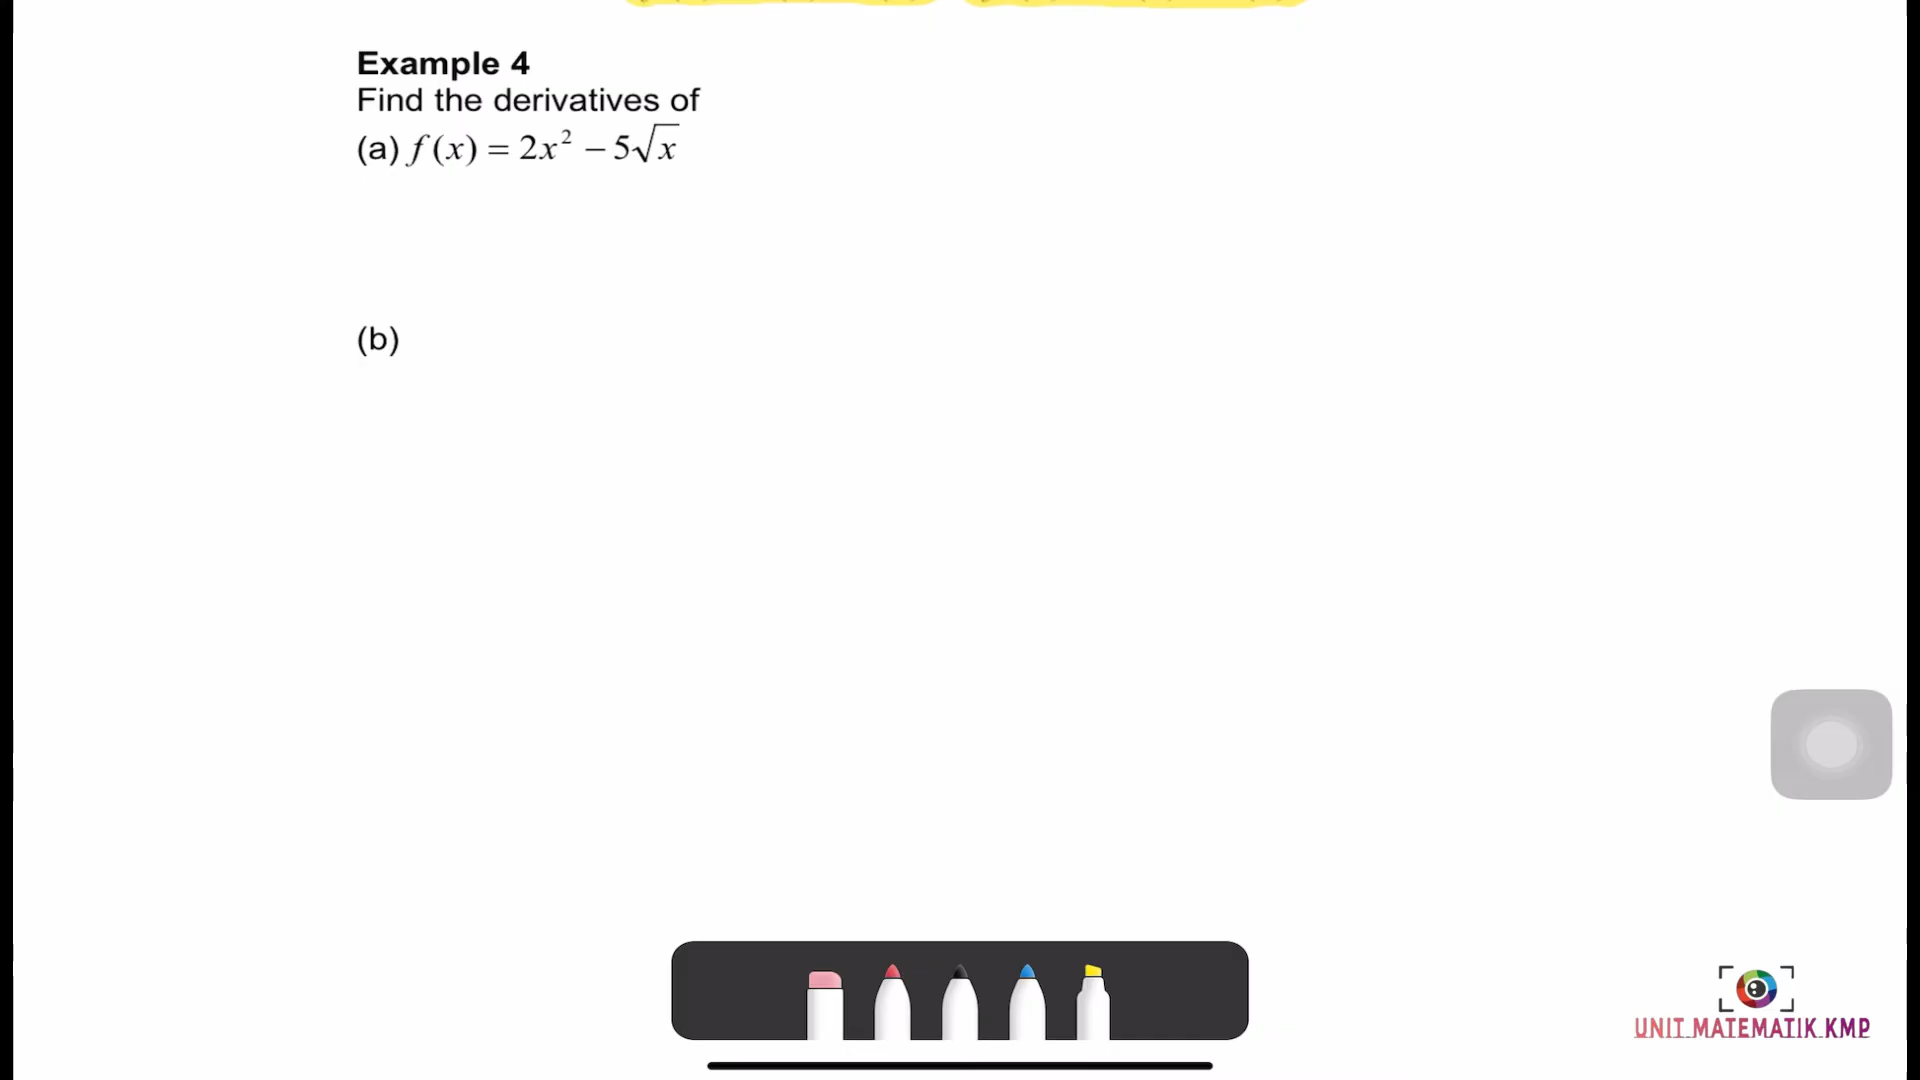 Example 4
Find the derivatives of
(a) f(x) = 2x² − 5√x
(b)
UNIT MATEMATIK KMP